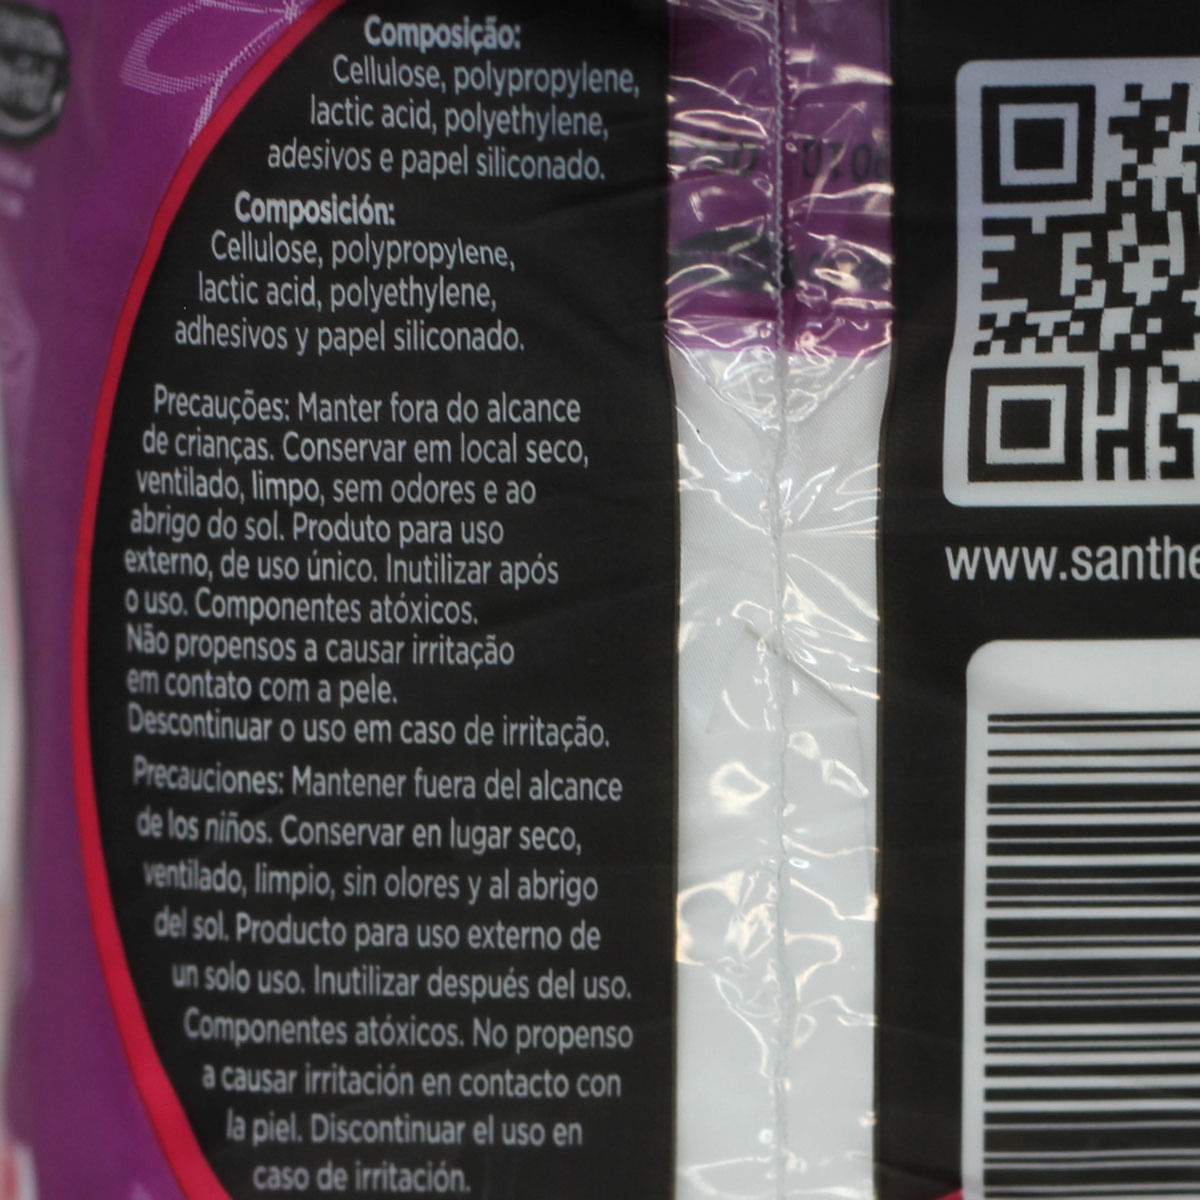 Composição:
Cellulose, polypropylene,
lactic acid, polyethylene,
adesivos e papel siliconado.
Composición:
Cellulose, polypropylene,
lactic acid, polyethylene,
adhesivos y papel siliconado.
Precauções: Manter fora do alcance
de crianças. Conservar em local seco,
ventilado, limpo, sem odores e ao
abrigo do sol. Produto para uso
externo, de uso único. Inutilizar após
o uso. Componentes atóxicos.
Não propensos a causar irritação
em contato com a pele.
Descontinuar o uso em caso de irritação.
Precauciones: Mantener fuera del alcance
de los niños. Conservar en lugar seco,
ventilado, limpio, sin olores y al abrigo
del sol. Producto para uso externo de
un solo uso. Inutilizar después del uso.
Componentes atóxicos. No propenso
a causar irritación en contacto con
la piel. Discontinuar el uso en
caso de irritación.
www.santhe